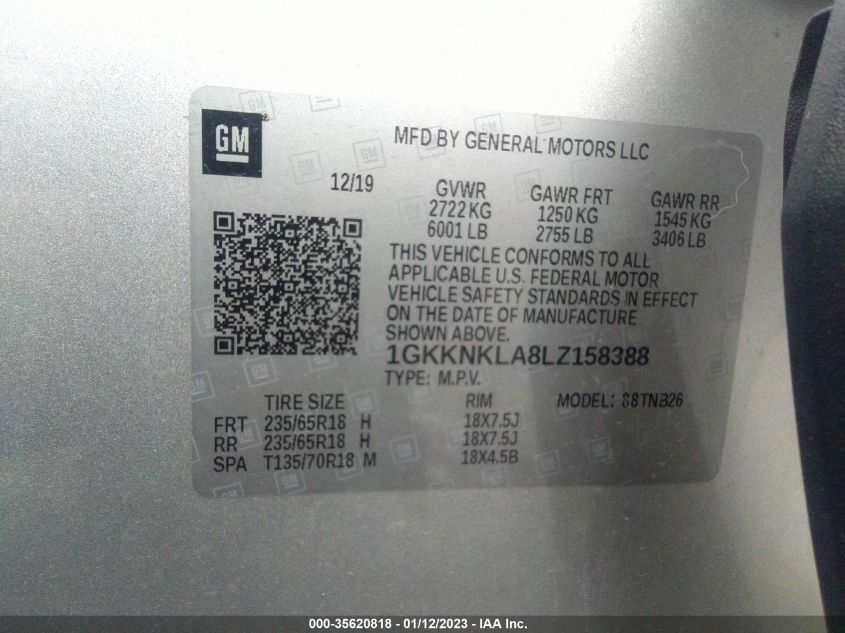 GM
MFD BY GENERAL MOTORS LLC
12/19
GVWR GAWR FRT GAWR RR
2722 KG 1250 KG 1545 KG
6001 LB 2755 LB 3406 LB
THIS VEHICLE CONFORMS TO ALL
APPLICABLE U.S. FEDERAL MOTOR
VEHICLE SAFETY STANDARDS IN EFFECT
ON THE DATE OF MANUFACTURE
SHOWN ABOVE.
1GKKNKLA8LZ158388
TYPE: M.P.V.
TIRE SIZE RIM MODEL: 88TNB26
FRT 235/65R18 H 18X7.5J
RR 235/65R18 H 18X7.5J
SPA T135/70R18 M 18X4.5B
000-35620818 - 01/12/2023 - IAA Inc.